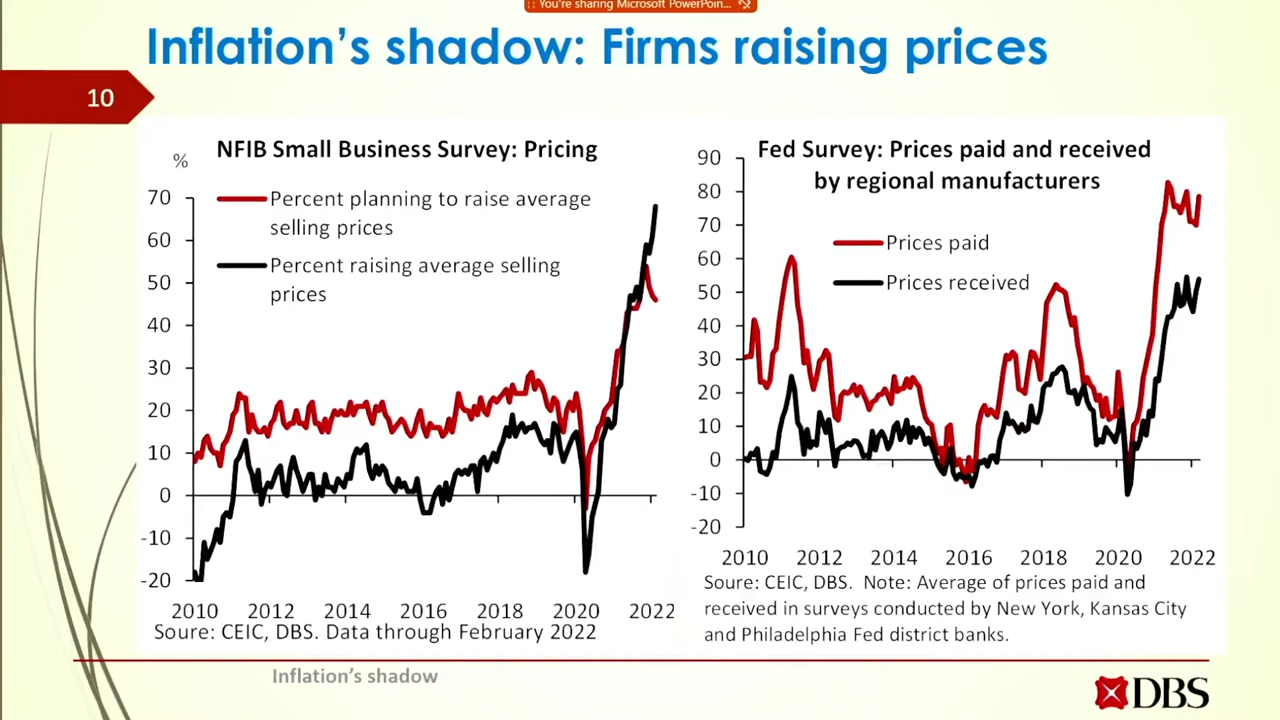 You're sharing Microsoft PowerPoin...
Inflation's shadow: Firms raising prices
10
NFIB Small Business Survey: Pricing
%
70
60
50
40
30
20
10
0
-10
-20
Percent planning to raise average
selling prices
Percent raising average selling
prices
2010 2012 2014 2016 2018 2020 2022
Soure: CEIC, DBS. Data through February 2022
Fed Survey: Prices paid and received
by regional manufacturers
90
80
70
60
50
40
30
20
10
0
-10
-20
Prices paid
Prices received
2010 2012 2014 2016 2018 2020 2022
Soure: CEIC, DBS. Note: Average of prices paid and
received in surveys conducted by New York, Kansas City
and Philadelphia Fed district banks.
Inflation's shadow
DBS